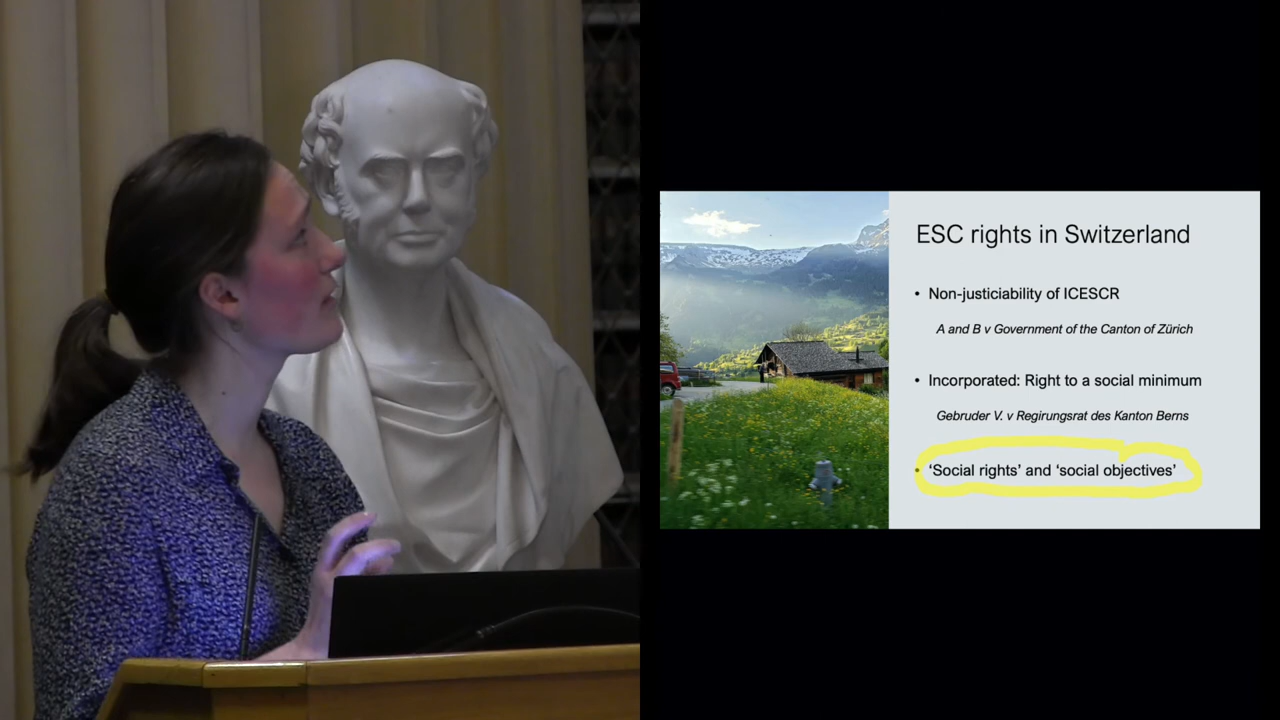 ESC rights in Switzerland
• Non-justiciability of ICESCR
A and B v Government of the Canton of Zürich
• Incorporated: Right to a social minimum
Gebruder V. v Regirungsrat des Kanton Berns
• ‘Social rights’ and ‘social objectives’